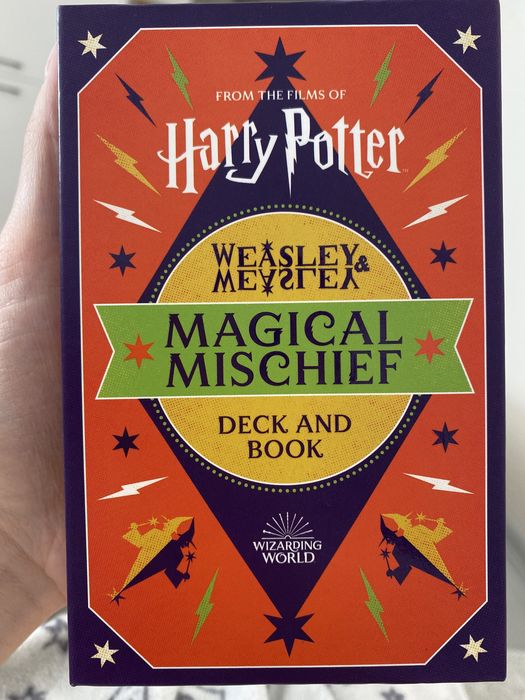 FROM THE FILMS OF
Harry Potter
WEASLEY &
WEASLEY
MAGICAL
MISCHIEF
DECK AND
BOOK
WIZARDING
WORLD